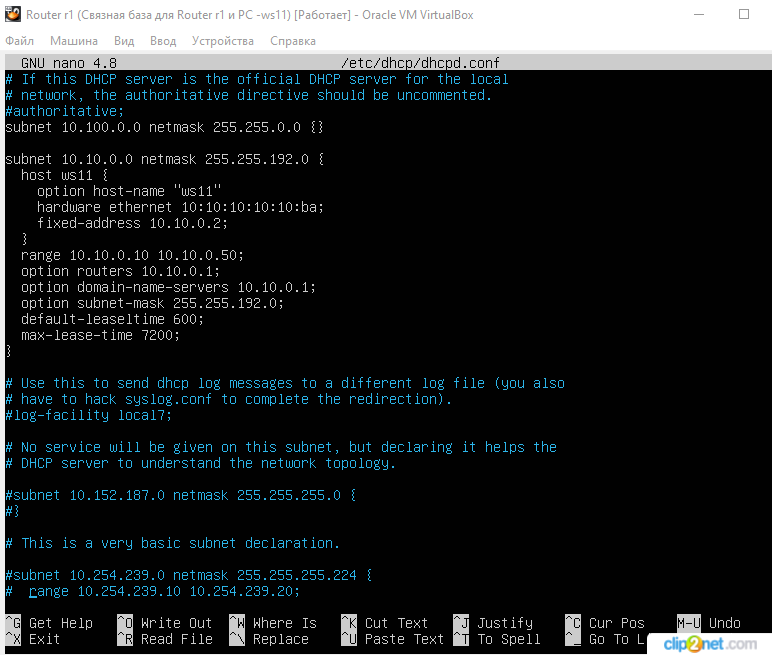 Router r1 (Связная база для Router r1 и PC -ws11) [Работает] - Oracle VM VirtualBox
Файл Машина Вид Ввод Устройства Справка
GNU nano 4.8 /etc/dhcp/dhcpd.conf
# If this DHCP server is the official DHCP server for the local
# network, the authoritative directive should be uncommented.
#authoritative;
subnet 10.100.0.0 netmask 255.255.0.0 {}
subnet 10.10.0.0 netmask 255.255.192.0 {
  host ws11 {
    option host-name "ws11"
    hardware ethernet 10:10:10:10:10:ba;
    fixed-address 10.10.0.2;
  }
  range 10.10.0.10 10.10.0.50;
  option routers 10.10.0.1;
  option domain-name-servers 10.10.0.1;
  option subnet-mask 255.255.192.0;
  default-leaseltime 600;
  max-lease-time 7200;
}
# Use this to send dhcp log messages to a different log file (you also
# have to hack syslog.conf to complete the redirection).
#log-facility local7;
# No service will be given on this subnet, but declaring it helps the
# DHCP server to understand the network topology.
#subnet 10.152.187.0 netmask 255.255.255.0 {
#}
# This is a very basic subnet declaration.
#subnet 10.254.239.0 netmask 255.255.255.224 {
#  range 10.254.239.10 10.254.239.20;
^G Get Help ^O Write Out ^W Where Is ^K Cut Text ^J Justify ^C Cur Pos M-U Undo
^X Exit ^R Read File ^\ Replace ^U Paste Text ^T To Spell ^_ Go To L
clip2net.com